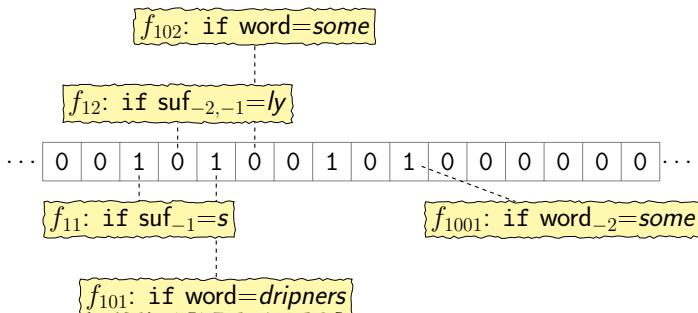 f₁₀₂: if word=some
f₁₂: if suf₋₂,₋₁=ly
··· 0 0 1 0 1 0 0 1 0 1 0 0 0 0 0 0 ···
f₁₁: if suf₋₁=s
f₁₀₀₁: if word₋₂=some
f₁₀₁: if word=dripners